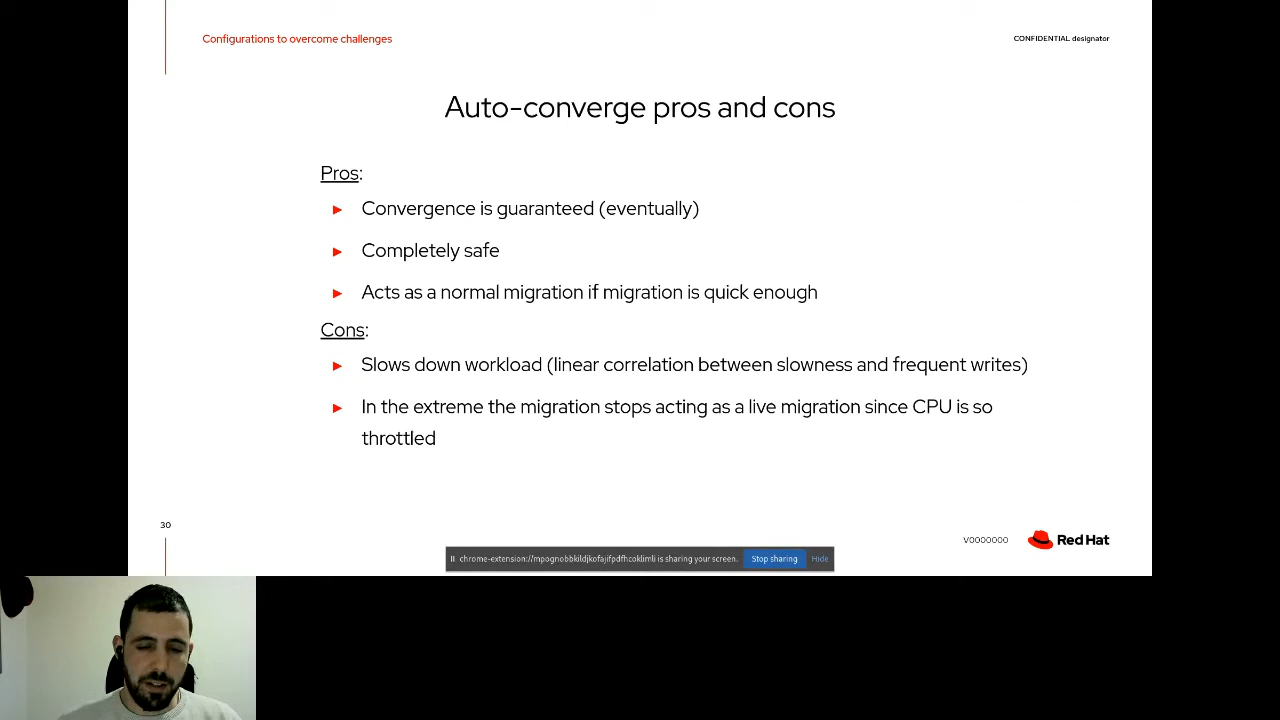 Configurations to overcome challenges
CONFIDENTIAL designator
Auto-converge pros and cons
Pros:
Convergence is guaranteed (eventually)
Completely safe
Acts as a normal migration if migration is quick enough
Cons:
Slows down workload (linear correlation between slowness and frequent writes)
In the extreme the migration stops acting as a live migration since CPU is so
throttled
30
V0000000
Red Hat
chrome-extension://mpognobbkildjkofajifpdfhcoklimli is sharing your screen.
Stop sharing
Hide